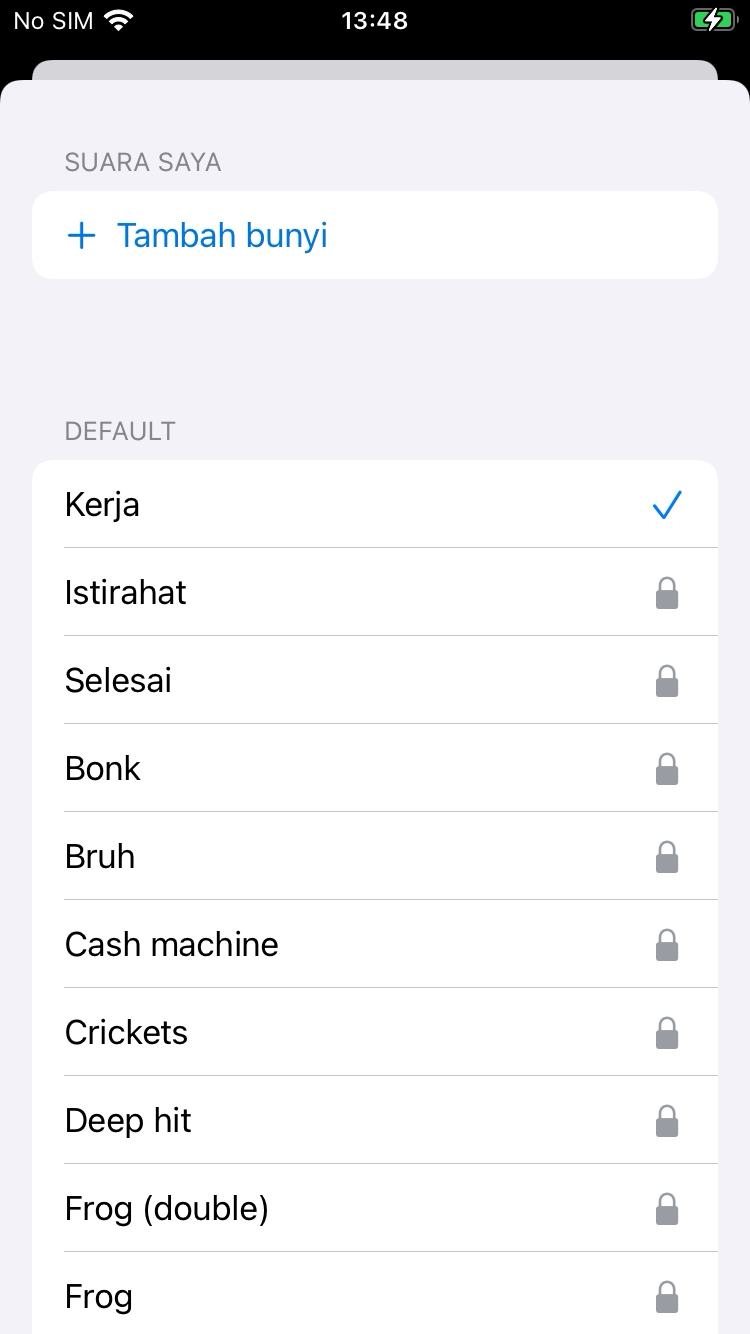 No SIM 13:48
SUARA SAYA
+ Tambah bunyi
DEFAULT
Kerja
Istirahat
Selesai
Bonk
Bruh
Cash machine
Crickets
Deep hit
Frog (double)
Frog